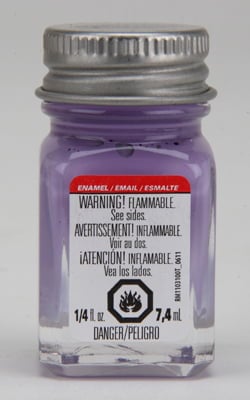 ENAMEL / EMAIL / ESMALTE
WARNING! FLAMMABLE.
See sides.
AVERTISSEMENT! INFLAMMABLE.
Voir au dos.
¡ATENCIÓN! INFLAMABLE.
Vea los lados.
1/4 fl. oz. 7,4 mL
DANGER/PELIGRO
RN1103100T_0611